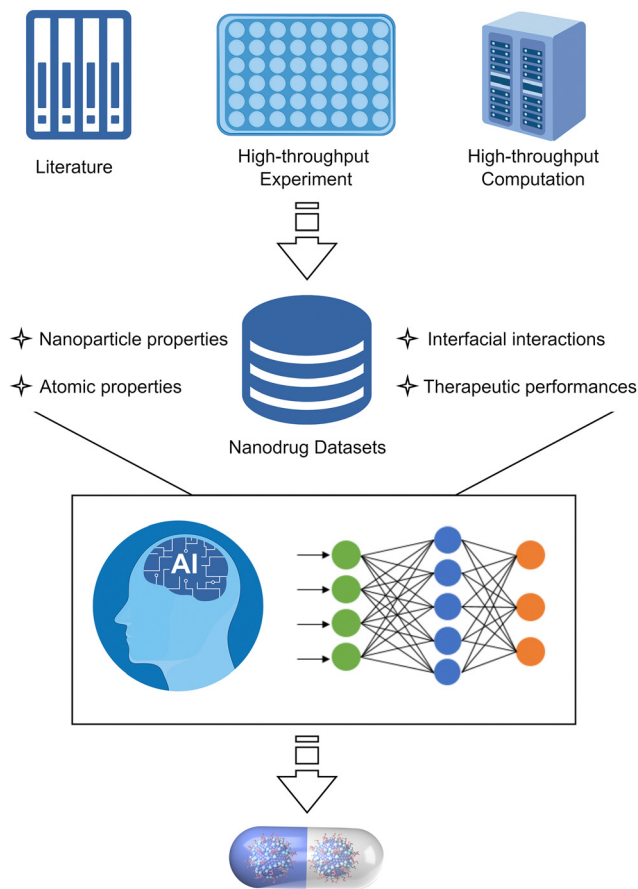 Literature
High-throughput
Experiment
High-throughput
Computation
Nanoparticle properties
Atomic properties
Interfacial interactions
Therapeutic performances
Nanodrug Datasets
AI